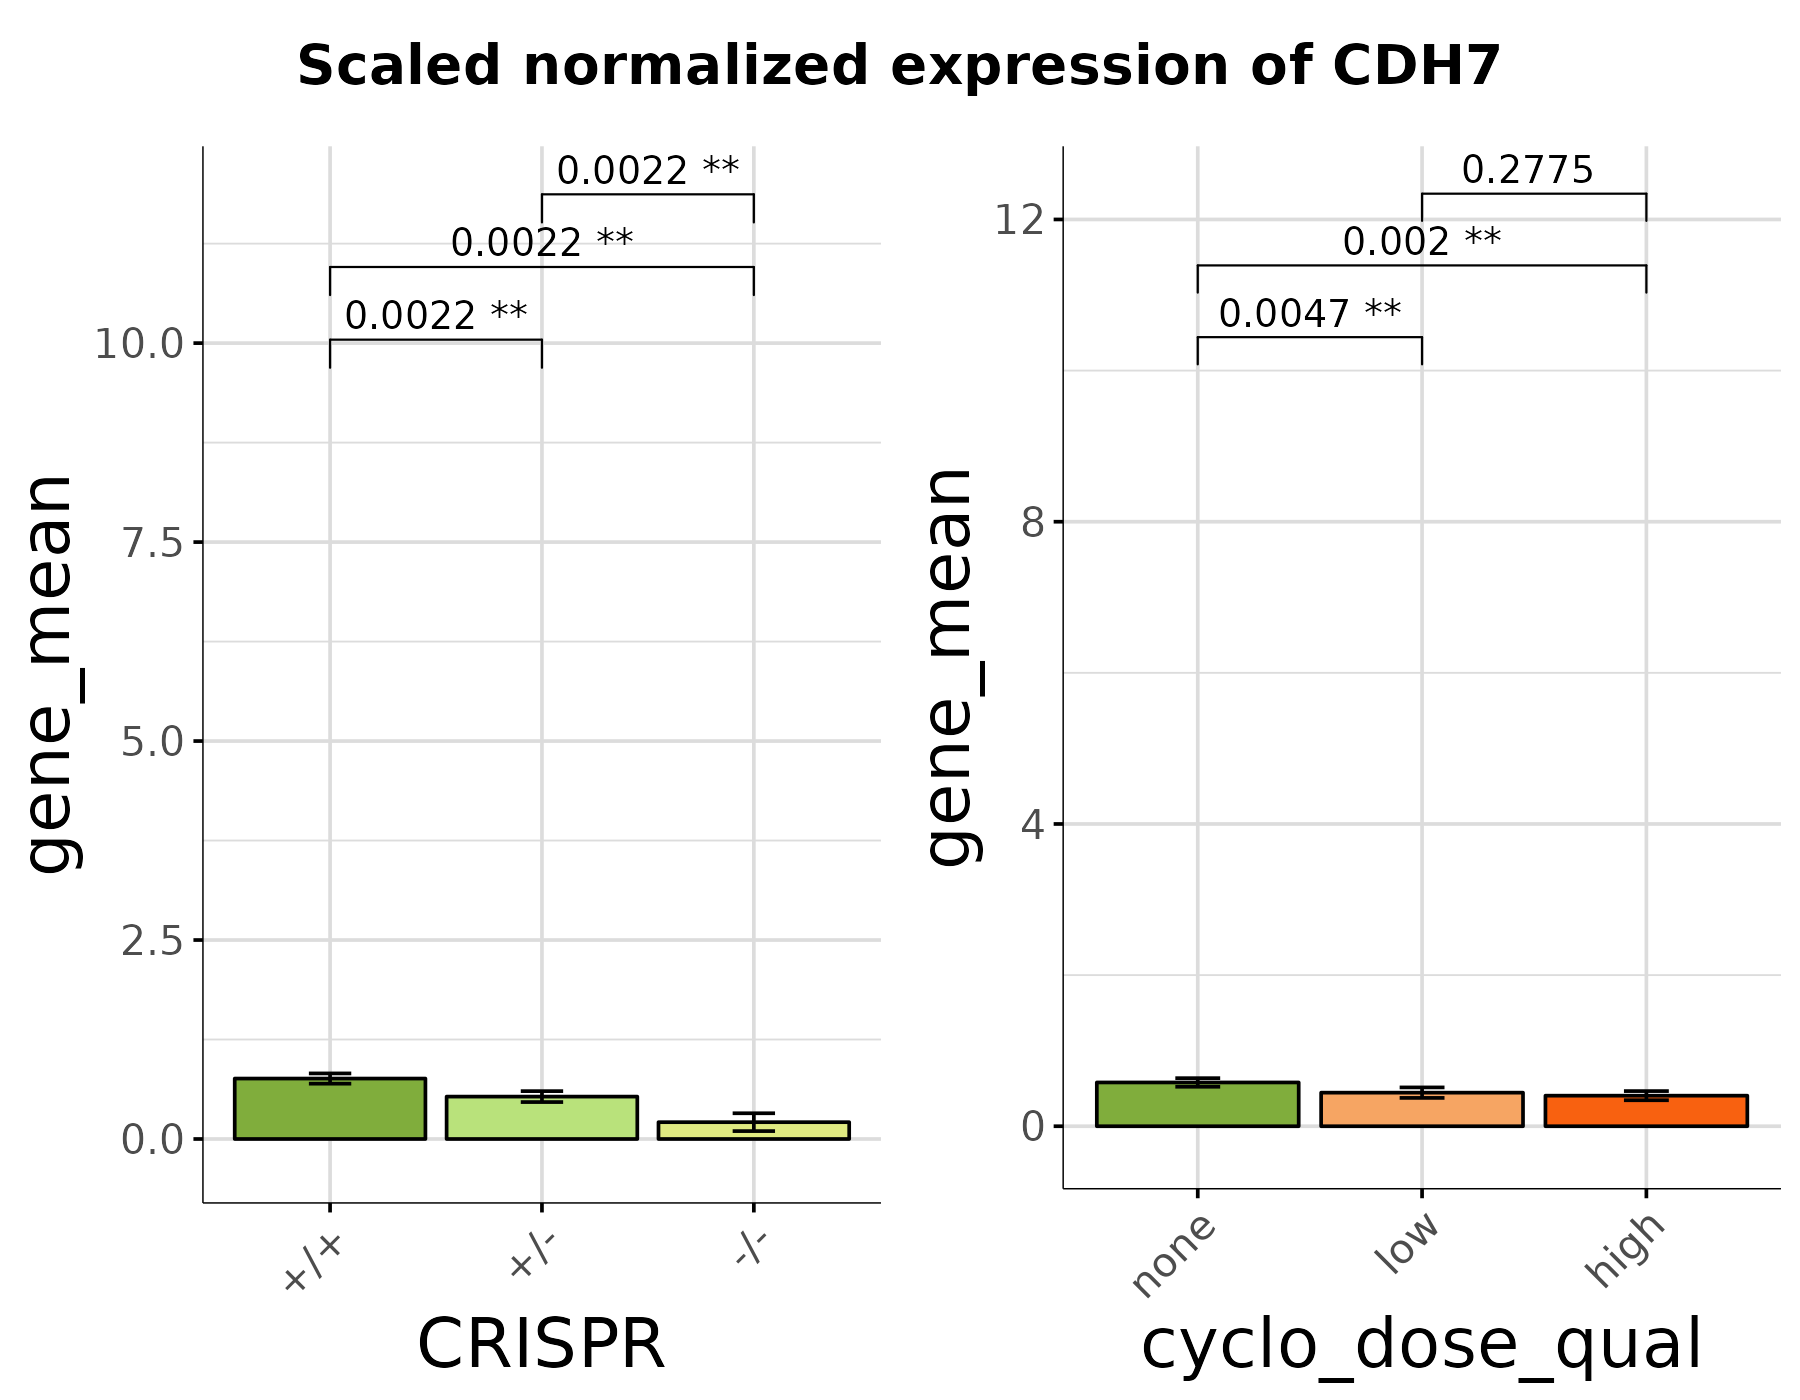 Scaled normalized expression of CDH7
gene_mean
10.0
7.5
5.0
2.5
0.0
0.0022 **
0.0022 **
0.0022 **
+/+
+/-
-/-
CRISPR
gene_mean
12
8
4
0
0.2775
0.002 **
0.0047 **
none
low
high
cyclo_dose_qual